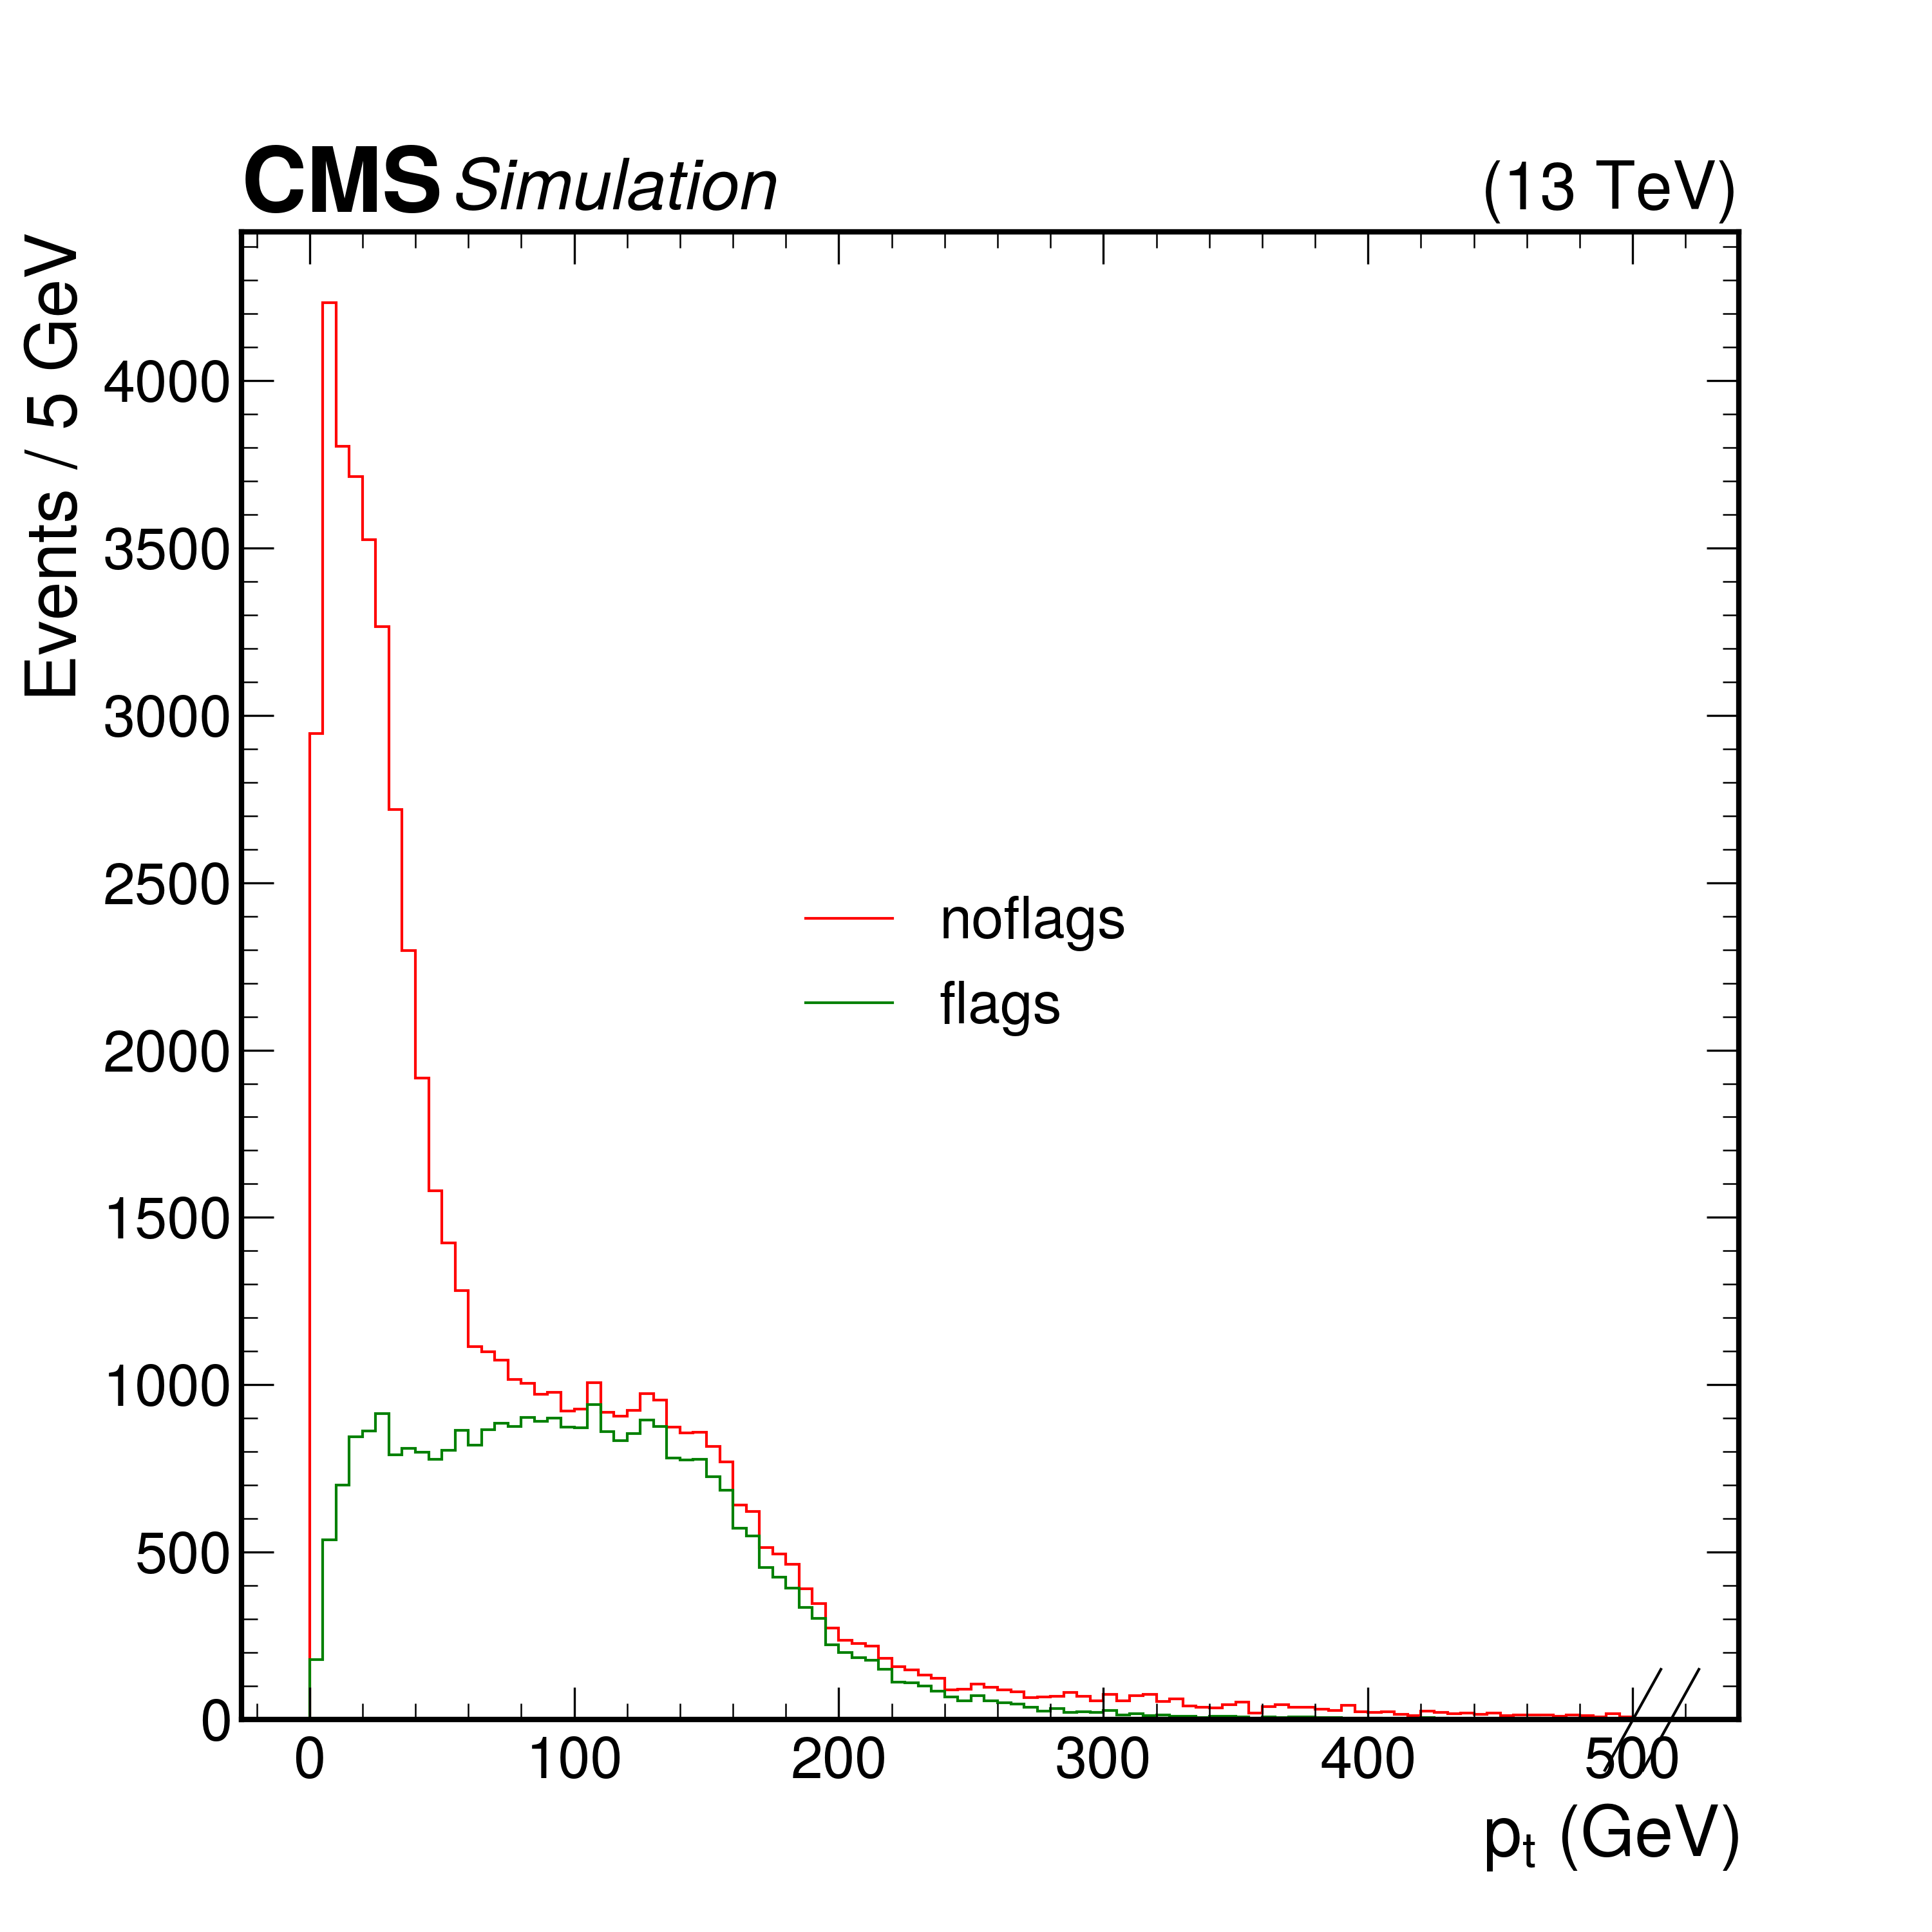 CMS Simulation (13 TeV)
Events / 5 GeV
4000
3500
3000
2500
2000
1500
1000
500
0
noflags
flags
0 100 200 300 400 500
pt (GeV)